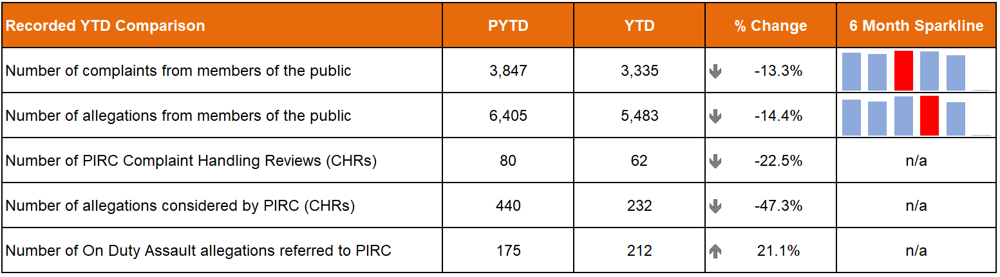 Recorded YTD Comparison PYTD YTD % Change 6 Month Sparkline
Number of complaints from members of the public 3,847 3,335 -13.3%
Number of allegations from members of the public 6,405 5,483 -14.4%
Number of PIRC Complaint Handling Reviews (CHRs) 80 62 -22.5% n/a
Number of allegations considered by PIRC (CHRs) 440 232 -47.3% n/a
Number of On Duty Assault allegations referred to PIRC 175 212 21.1% n/a